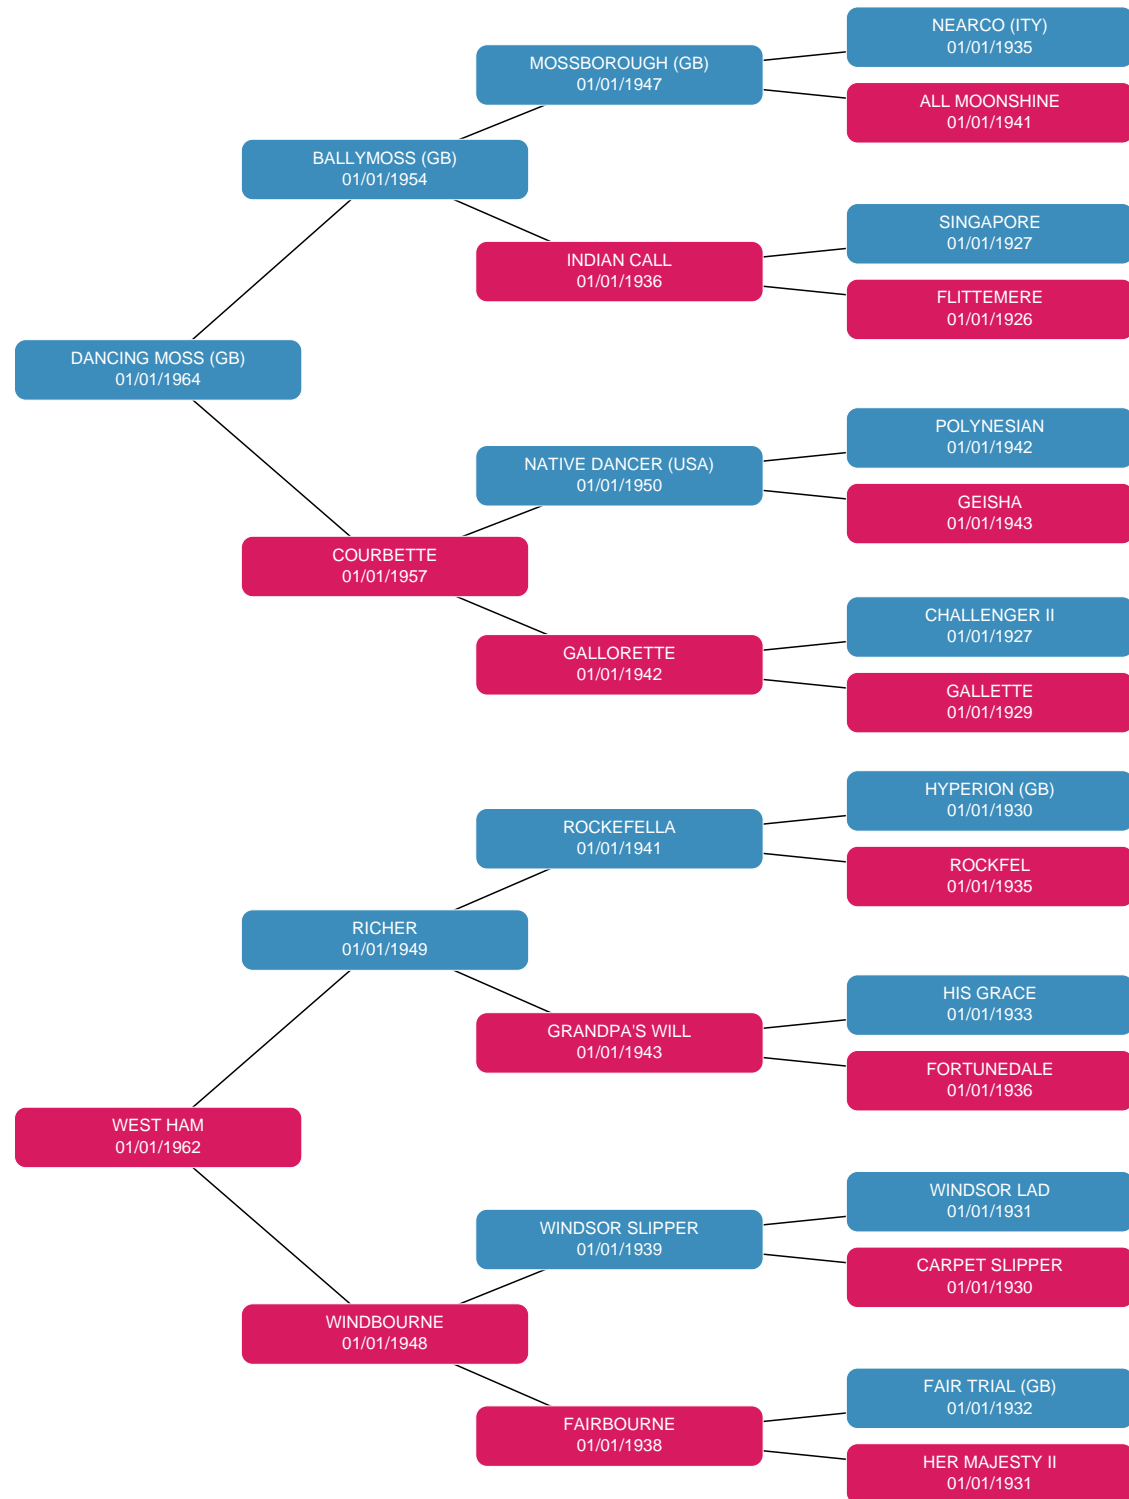 NEARCO (ITY)
01/01/1935
MOSSBOROUGH (GB)
01/01/1947
ALL MOONSHINE
01/01/1941
BALLYMOSS (GB)
01/01/1954
SINGAPORE
01/01/1927
INDIAN CALL
01/01/1936
FLITTEMERE
01/01/1926
DANCING MOSS (GB)
01/01/1964
POLYNESIAN
01/01/1942
NATIVE DANCER (USA)
01/01/1950
GEISHA
01/01/1943
COURBETTE
01/01/1957
CHALLENGER II
01/01/1927
GALLORETTE
01/01/1942
GALLETTE
01/01/1929
HYPERION (GB)
01/01/1930
ROCKEFELLA
01/01/1941
ROCKFEL
01/01/1935
RICHER
01/01/1949
HIS GRACE
01/01/1933
GRANDPA'S WILL
01/01/1943
FORTUNEDALE
01/01/1936
WEST HAM
01/01/1962
WINDSOR LAD
01/01/1931
WINDSOR SLIPPER
01/01/1939
CARPET SLIPPER
01/01/1930
WINDBOURNE
01/01/1948
FAIR TRIAL (GB)
01/01/1932
FAIRBOURNE
01/01/1938
HER MAJESTY II
01/01/1931